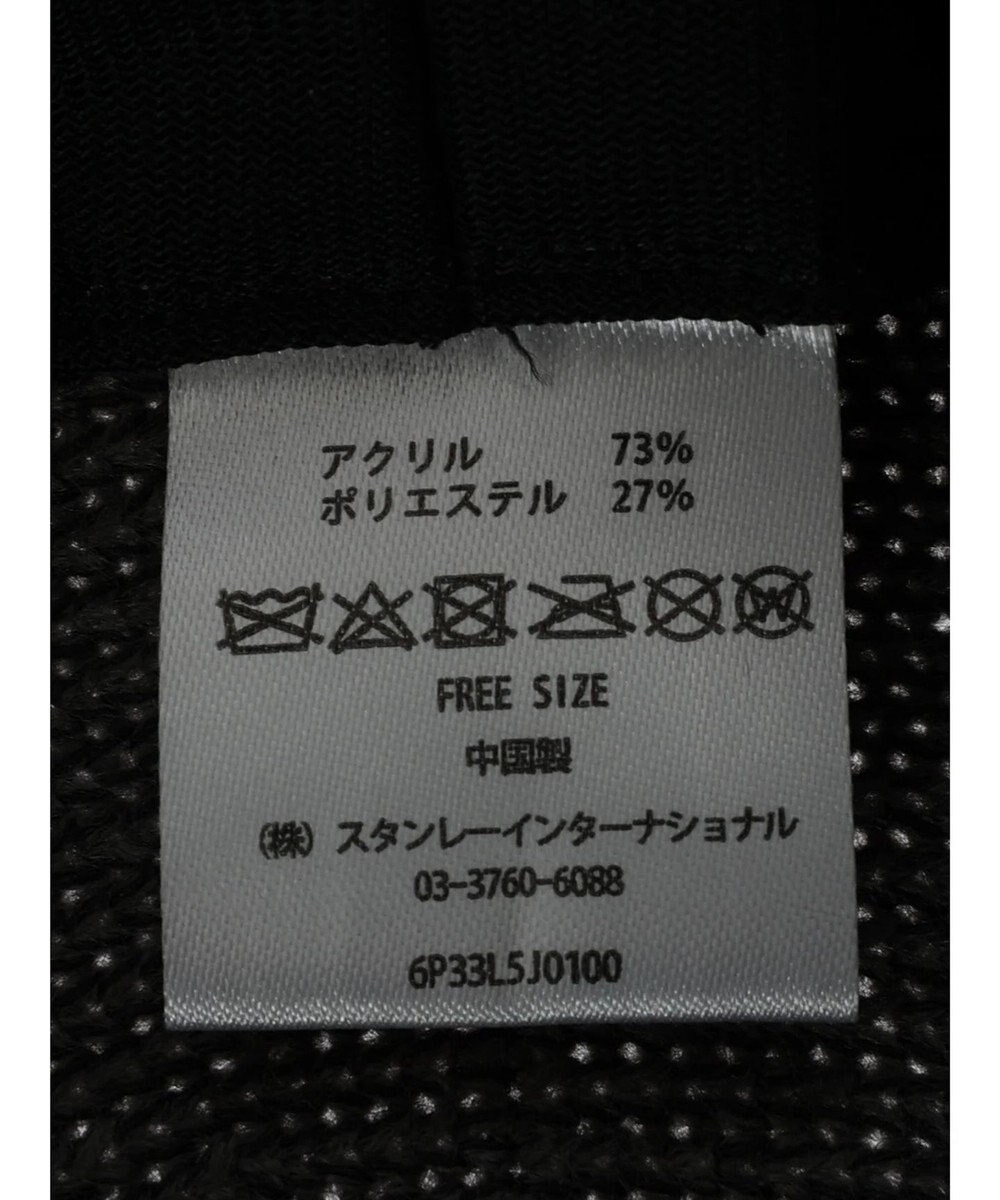 アクリル 73%
ポリエステル 27%
W
FREE SIZE
中国製
(株) スタンレーインターナショナル
03-3760-6088
6P33L5J0100